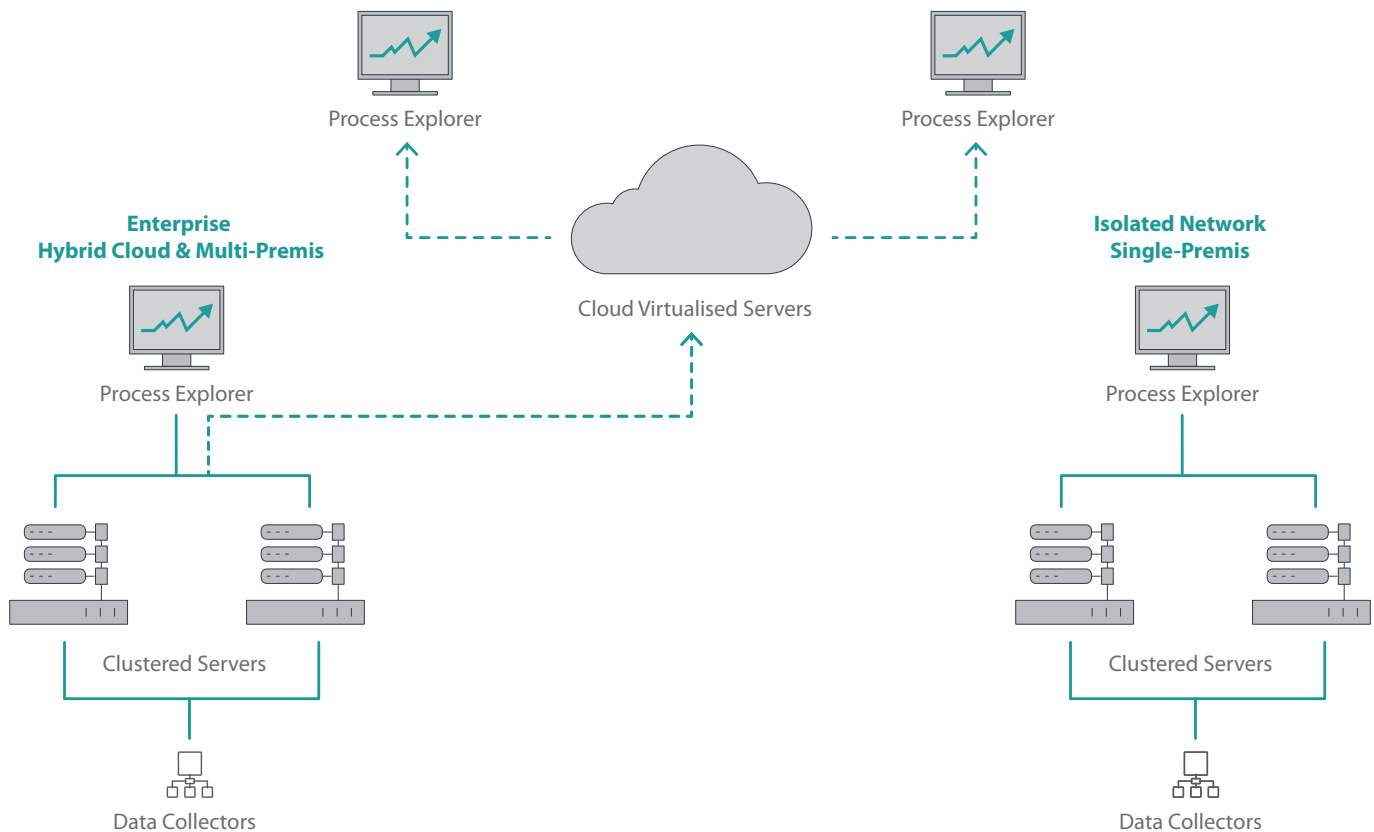 Process Explorer
Process Explorer
Enterprise
Hybrid Cloud & Multi-Premis
Isolated Network
Single-Premis
Cloud Virtualised Servers
Process Explorer
Process Explorer
Clustered Servers
Clustered Servers
Data Collectors
Data Collectors